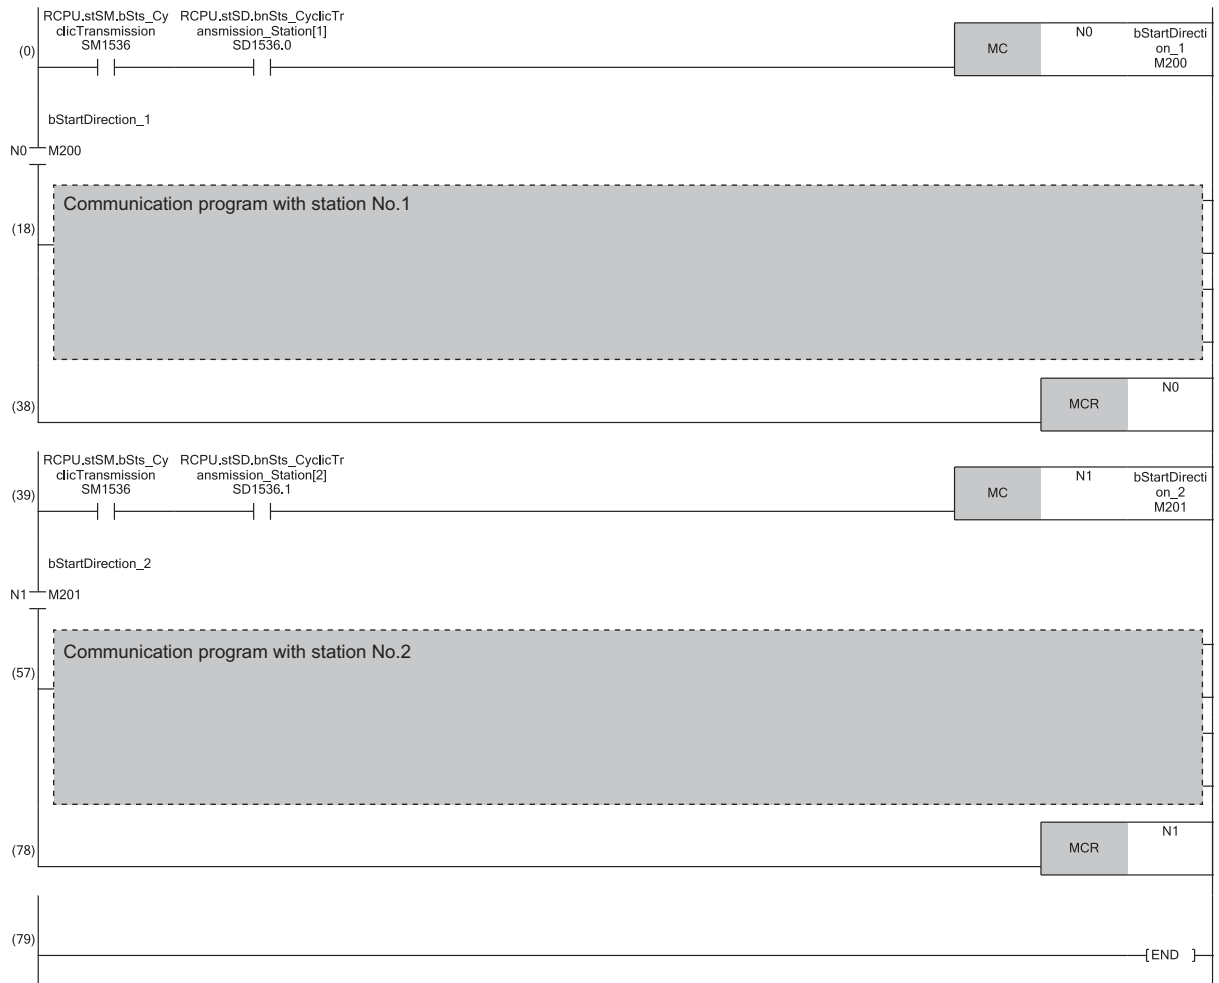 RCPU.stSM.bSts_Cy RCPU.stSD.bnSts_CyclicTr
clicTransmission ansmission_Station[1]
SM1536 SD1536.0
(0)
MC N0 bStartDirecti
on_1
M200
bStartDirection_1
N0 M200
Communication program with station No.1
(18)
(38) MCR N0
RCPU.stSM.bSts_Cy RCPU.stSD.bnSts_CyclicTr
clicTransmission ansmission_Station[2]
SM1536 SD1536.1
(39)
MC N1 bStartDirecti
on_2
M201
bStartDirection_2
N1 M201
Communication program with station No.2
(57)
(78) MCR N1
(79)
[END ]